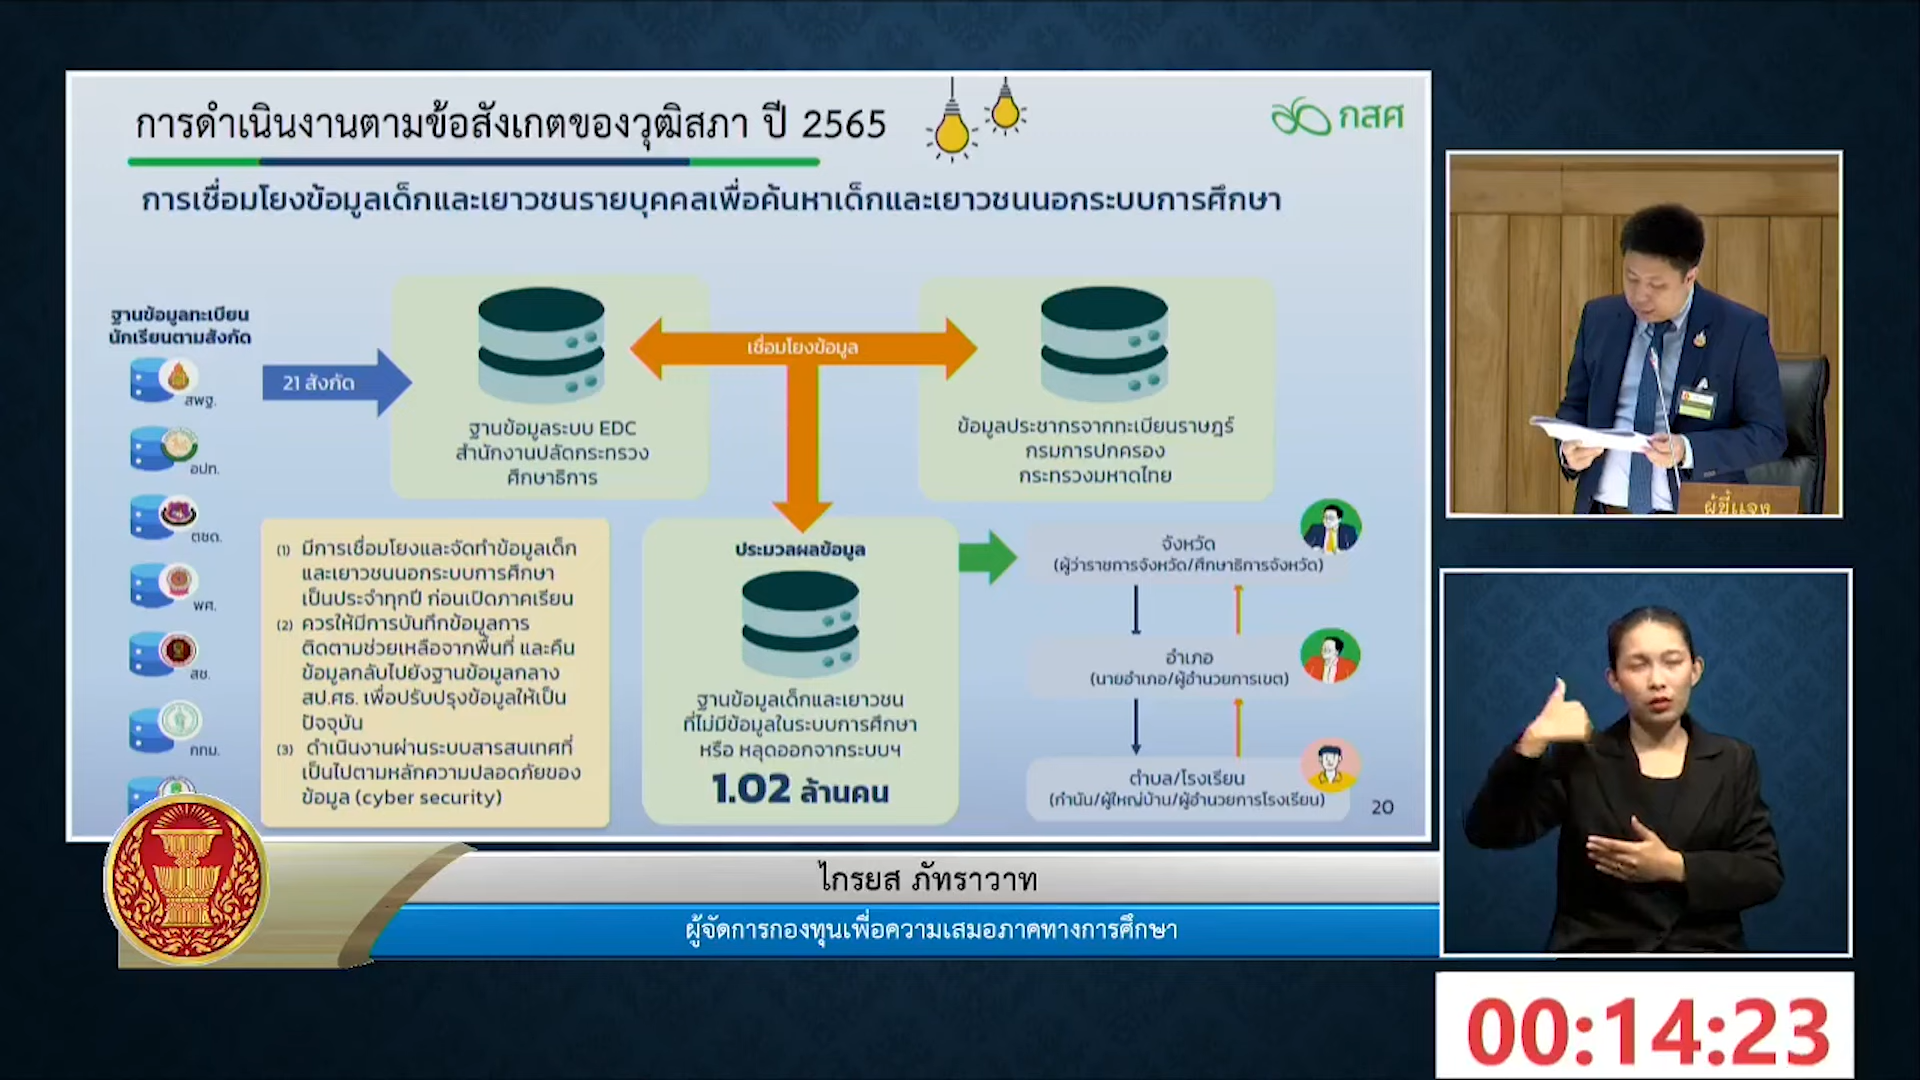 การดำเนินงานตามข้อสังเกตของวุฒิสภา ปี 2565
กสศ
การเชื่อมโยงข้อมูลเด็กและเยาวชนรายบุคคลเพื่อค้นหาเด็กและเยาวชนนอกระบบการศึกษา
ฐานข้อมูลทะเบียน
นักเรียนตามสังกัด
สพฐ.
อปท.
ตชด.
พศ.
สช.
กทม.
21 สังกัด
ฐานข้อมูลระบบ EDC
สำนักงานปลัดกระทรวง
ศึกษาธิการ
เชื่อมโยงข้อมูล
ข้อมูลประชากรจากทะเบียนราษฎร์
กรมการปกครอง
กระทรวงมหาดไทย
(1) มีการเชื่อมโยงและจัดทำข้อมูลเด็ก
และเยาวชนนอกระบบการศึกษา
เป็นประจำทุกปี ก่อนเปิดภาคเรียน
(2) ควรให้มีการบันทึกข้อมูลการ
ติดตามช่วยเหลือจากพื้นที่ และคืน
ข้อมูลกลับไปยังฐานข้อมูลกลาง
สป.ศธ. เพื่อปรับปรุงข้อมูลให้เป็น
ปัจจุบัน
(3) ดำเนินงานผ่านระบบสารสนเทศที่
เป็นไปตามหลักความปลอดภัยของ
ข้อมูล (cyber security)
ประมวลผลข้อมูล
ฐานข้อมูลเด็กและเยาวชน
ที่ไม่มีข้อมูลในระบบการศึกษา
หรือ หลุดออกจากระบบฯ
1.02 ล้านคน
จังหวัด
(ผู้ว่าราชการจังหวัด/ศึกษาธิการจังหวัด)
อำเภอ
(นายอำเภอ/ผู้อำนวยการเขต)
ตำบล/โรงเรียน
(กำนัน/ผู้ใหญ่บ้าน/ผู้อำนวยการโรงเรียน)
20
ผู้ชี้แจง
ไกรยส ภัทราวาท
ผู้จัดการกองทุนเพื่อความเสมอภาคทางการศึกษา
00:14:23